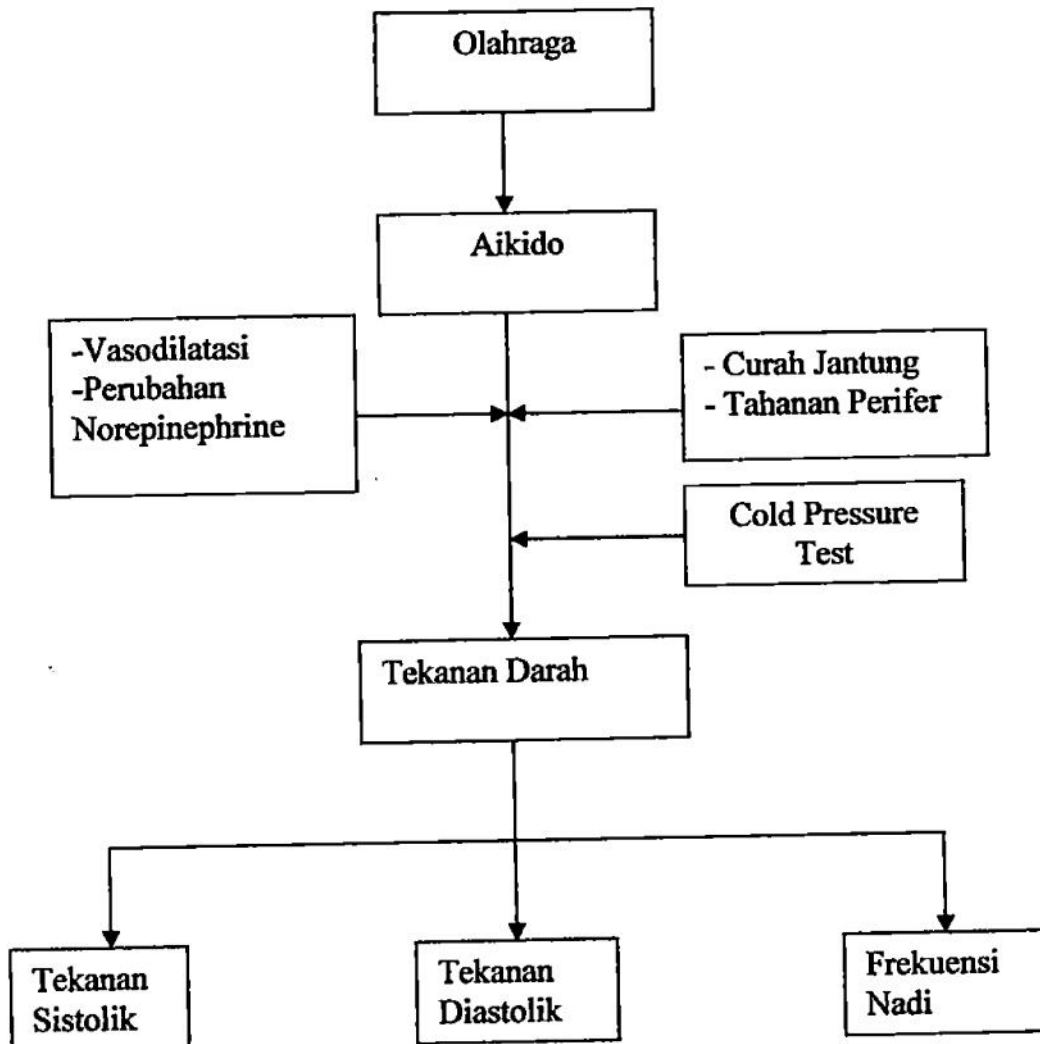 Olahraga
Aikido
-Vasodilatasi
-Perubahan
Norepinephrine
- Curah Jantung
- Tahanan Perifer
Cold Pressure
Test
Tekanan Darah
Tekanan
Sistolik
Tekanan
Diastolik
Frekuensi
Nadi